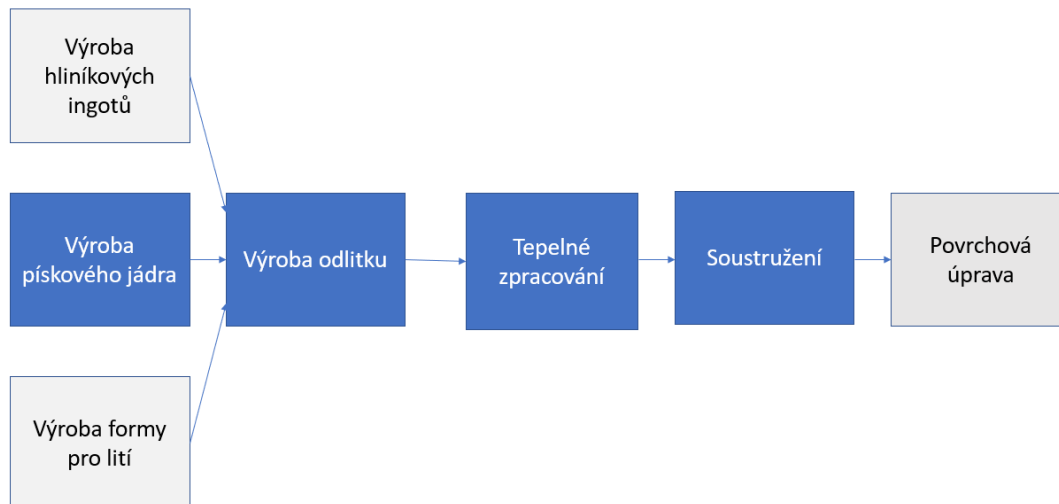 Výroba
hliníkových
ingotů
Výroba
pískového jádra
Výroba odlitku
Tepelné
zpracování
Soustružení
Povrchová
úprava
Výroba formy
pro lití